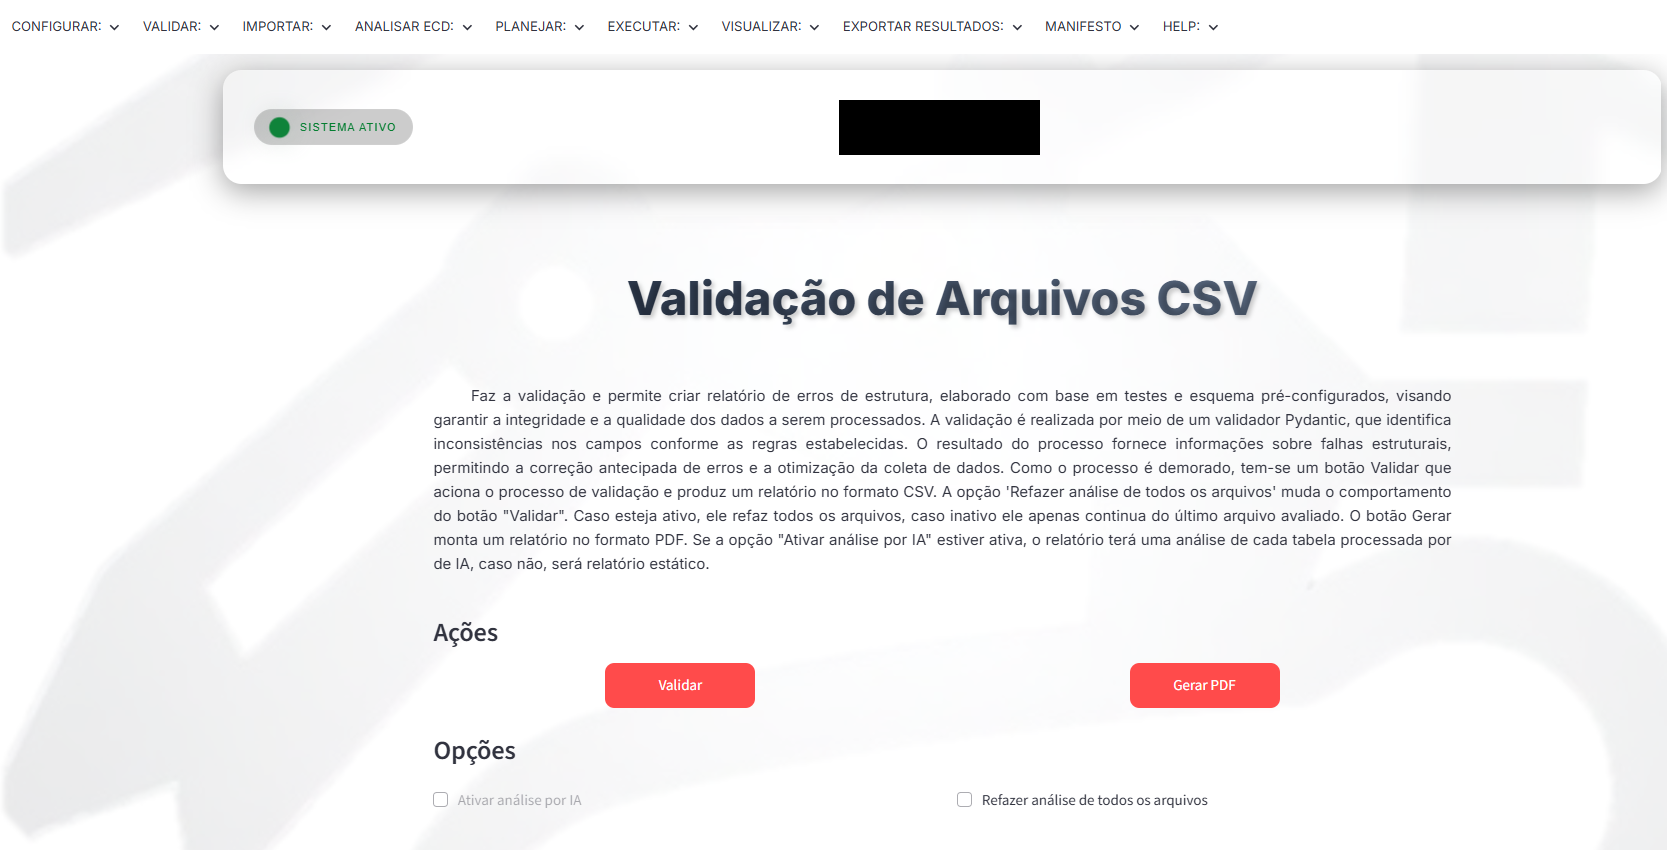 CONFIGURAR: VALIDAR: IMPORTAR: ANALISAR ECD: PLANEJAR: EXECUTAR: VISUALIZAR: EXPORTAR RESULTADOS: MANIFESTO HELP:
SISTEMA ATIVO
Validação de Arquivos CSV
Faz a validação e permite criar relatório de erros de estrutura, elaborado com base em testes e esquema pré-configurados, visando
garantir a integridade e a qualidade dos dados a serem processados. A validação é realizada por meio de um validador Pydantic, que identifica
inconsistências nos campos conforme as regras estabelecidas. O resultado do processo fornece informações sobre falhas estruturais,
permitindo a correção antecipada de erros e a otimização da coleta de dados. Como o processo é demorado, tem-se um botão Validar que
aciona o processo de validação e produz um relatório no formato CSV. A opção 'Refazer análise de todos os arquivos' muda o comportamento
do botão "Validar". Caso esteja ativo, ele refaz todos os arquivos, caso inativo ele apenas continua do último arquivo avaliado. O botão Gerar
monta um relatório no formato PDF. Se a opção "Ativar análise por IA" estiver ativa, o relatório terá uma análise de cada tabela processada por
de IA, caso não, será relatório estático.
Ações
Validar Gerar PDF
Opções
Ativar análise por IA Refazer análise de todos os arquivos